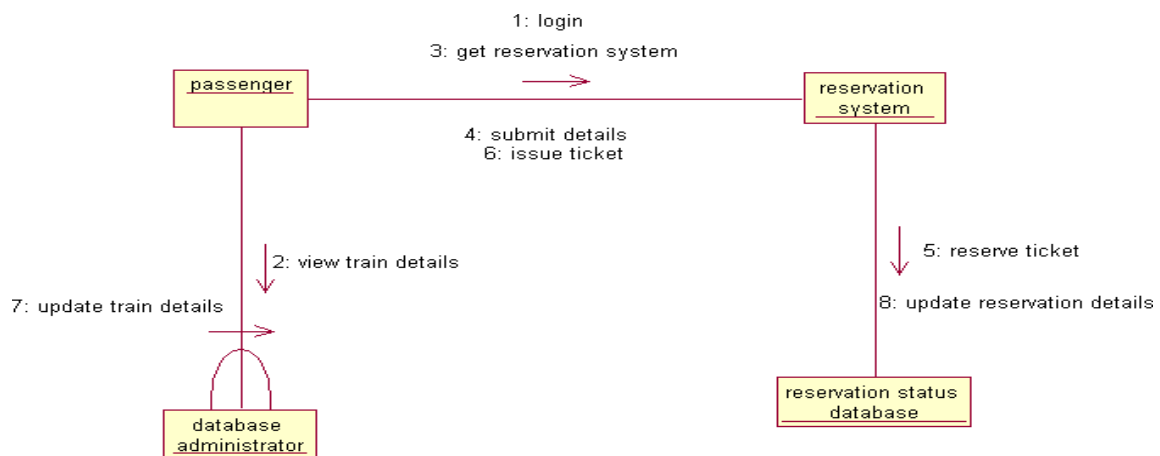 1: login
3: get reservation system
passenger
reservation
system
4: submit details
6: issue ticket
2: view train details
5: reserve ticket
7: update train details
8: update reservation details
reservation status
database
database
administrator